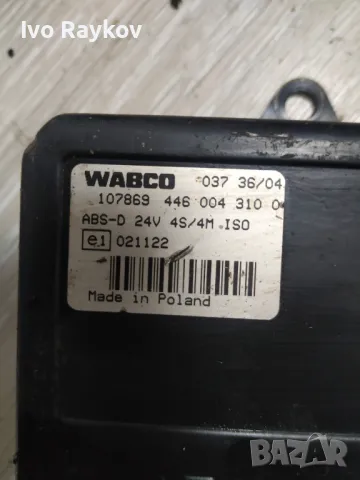 Ivo Raykov
WABCO 037 36/04
107869 446 004 310 0
ABS-D 24V 4S/4M ISO
e1 021122
Made in Poland
BAZAR